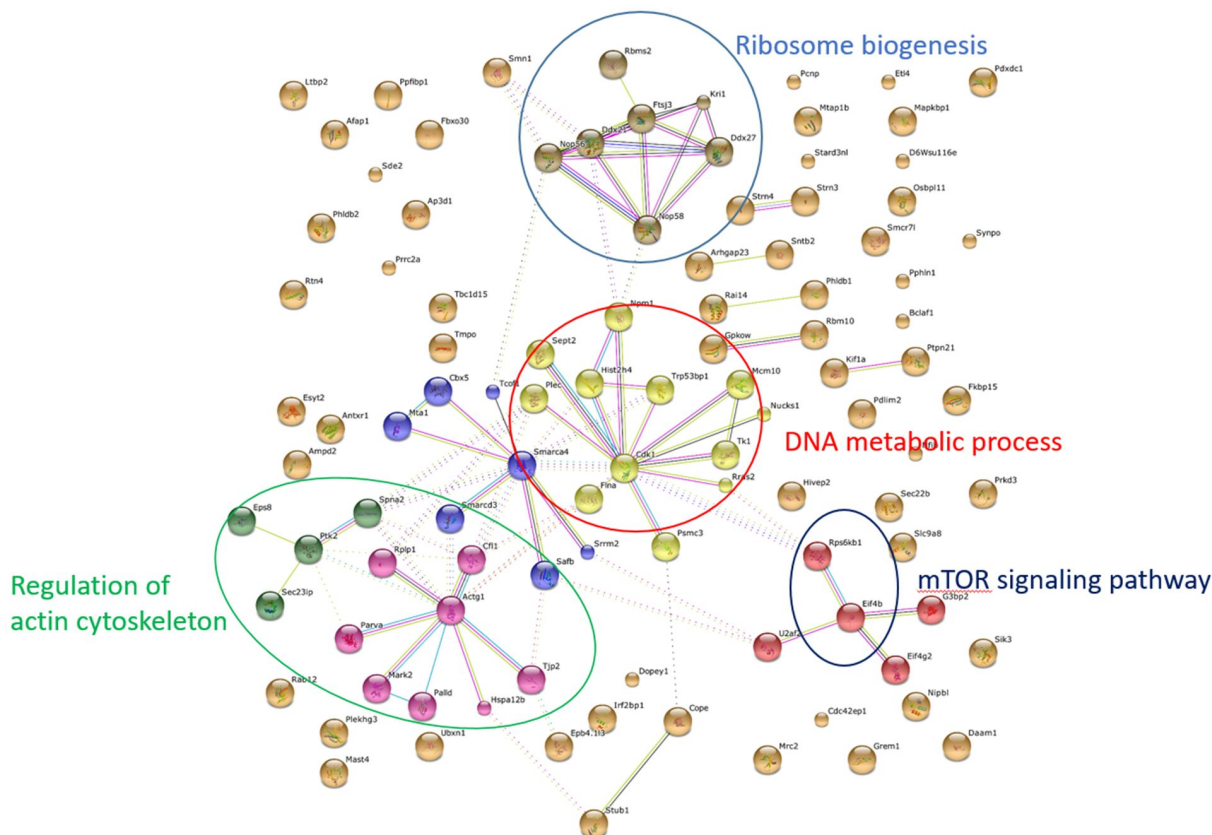 Ribosome biogenesis
Smn1
Rbms2
Pcnp
Etl4
Pdxdc1
Ltbp2
Ppfibp1
Ftsj3
Kri1
Mtap1b
Mapkbp1
Afap1
Fbxo30
Ddx21
Nop56
Ddx27
Stard3nl
D6Wsu116e
Sde2
Strn4
Strn3
Osbpl11
Phldb2
Ap3d1
Nop58
Smcr7l
Synpo
Arhgap23
Sntb2
Prrc2a
Rtn4
Tbc1d15
Rai14
Phldb1
Pphln1
Npm1
Tmpo
Gpkow
Rbm10
Bclaf1
Sept2
Kif1a
Ptpn21
Cbx5
Tcof1
Plec
Hist2h4
Trp53bp1
Mcm10
Fkbp15
Esyt2
Antxr1
Mta1
Nucks1
Pdlim2
DNA metabolic process
Ampd2
Smarca4
Cdk1
Tk1
Flna
Rras2
Hivep2
Prkd3
Eps8
Spna2
Smarcd3
Sec22b
Ptk2
Rplp1
Cfl1
Srrm2
Psmc3
Rps6kb1
Slc9a8
Safb
mTOR signaling pathway
Regulation of
actin cytoskeleton
Sec23ip
Actg1
Eif4b
G3bp2
Parva
U2af2
Mark2
Palld
Tjp2
Eif4g2
Sik3
Rab12
Hspa12b
Dopey1
Nipbl
Plekhg3
Ubxn1
Epb4.1l3
Irf2bp1
Cope
Cdc42ep1
Mast4
Mrc2
Grem1
Daam1
Stub1